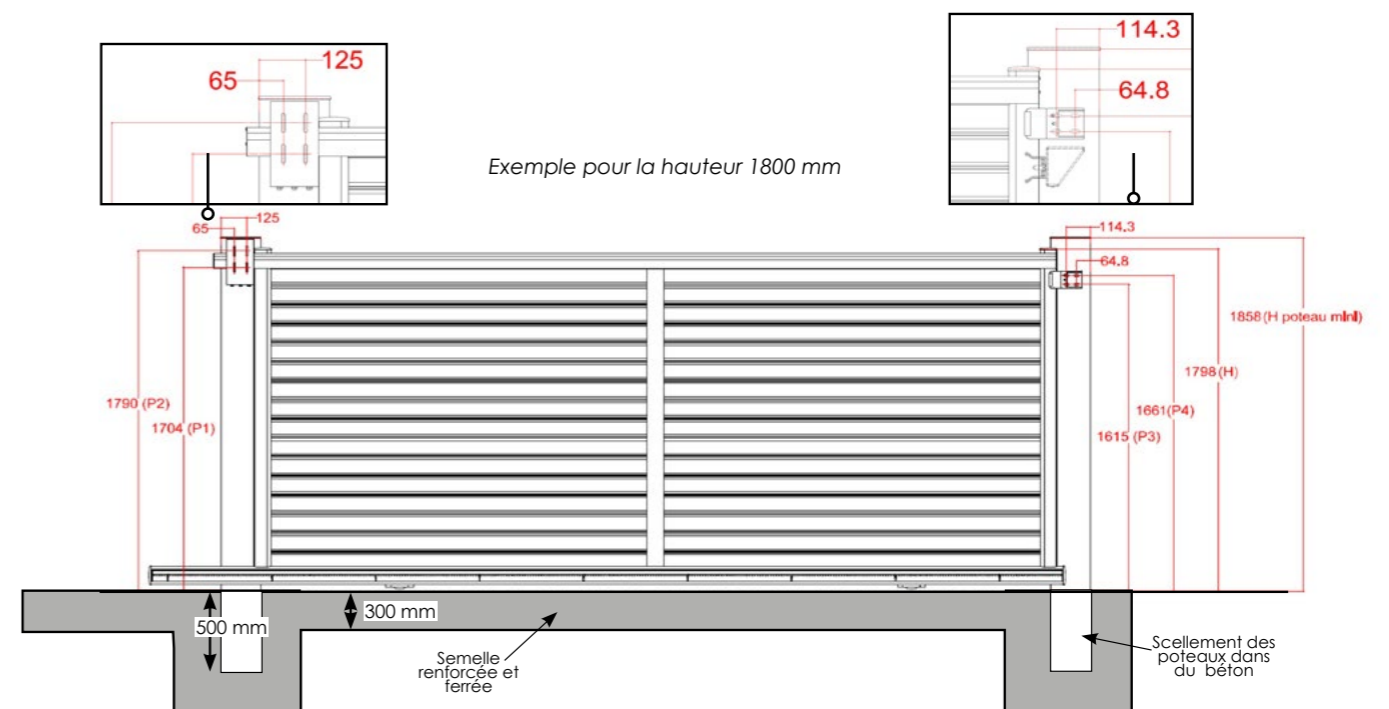 125
65
114.3
64.8
Exemple pour la hauteur 1800 mm
125
65
114.3
64.8
1858 (H poteau mini)
1798 (H)
1790 (P2)
1661(P4)
1704 (P1)
1615 (P3)
300 mm
500 mm
Semelle
renforcée et
ferrée
Scellement des
poteaux dans
du béton